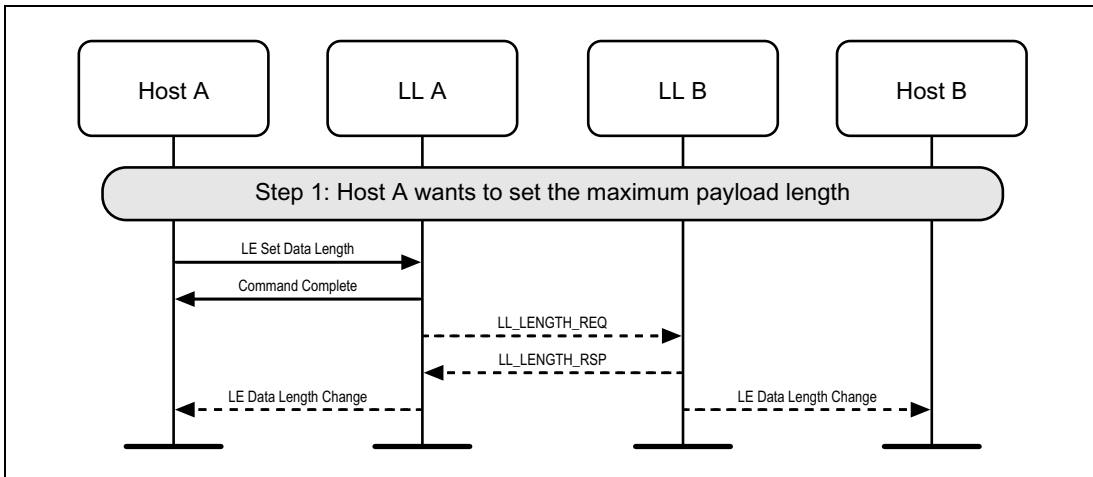 Host A
LL A
LL B
Host B
Step 1: Host A wants to set the maximum payload length
LE Set Data Length
Command Complete
LL_LENGTH_REQ
LL_LENGTH_RSP
LE Data Length Change
LE Data Length Change